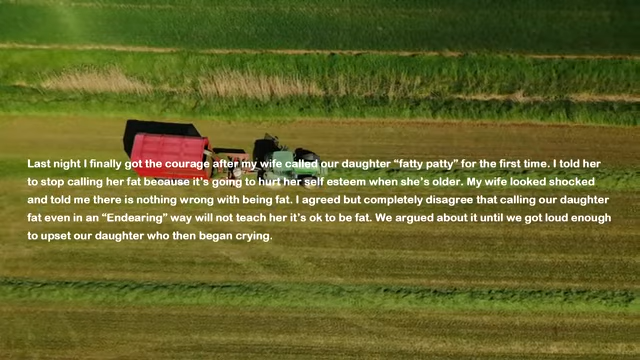 Last night I finally got the courage after my wife called our daughter “fatty patty” for the first time. I told her
to stop calling her fat because it’s going to hurt her self esteem when she’s older. My wife looked shocked
and told me there is nothing wrong with being fat. I agreed but completely disagree that calling our daughter
fat even in an “Endearing” way will not teach her it’s ok to be fat. We argued about it until we got loud enough
to upset our daughter who then began crying.